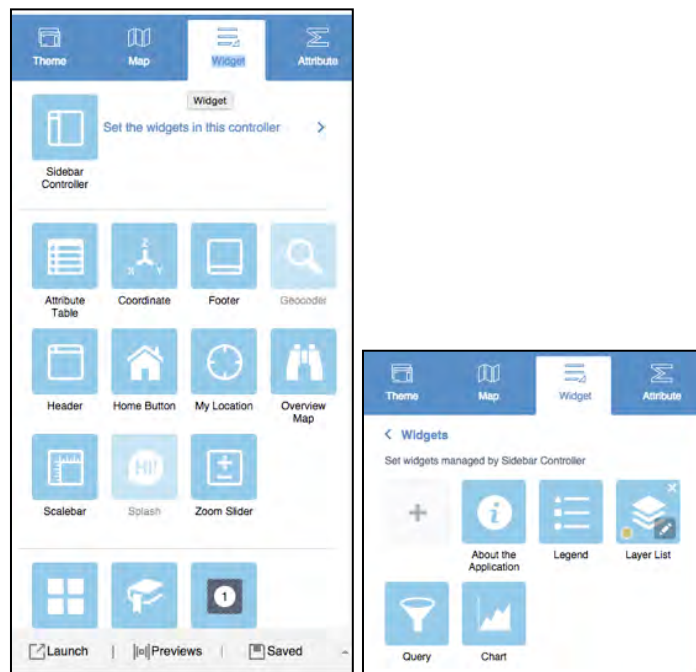 Theme Map Widget Attribute
Widget
Set the widgets in this controller >
Sidebar
Controller
Z
X Y
Attribute
Table
Coordinate
Footer
Geocoder
Header
Home Button
My Location
Overview
Map
HI!
Scalebar
Splash
Zoom Slider
1
Launch | Previews | Saved
Theme Map Widget Attribute
< Widgets
Set widgets managed by Sidebar Controller
+
i
About the
Application
Legend
Layer List
Query
Chart